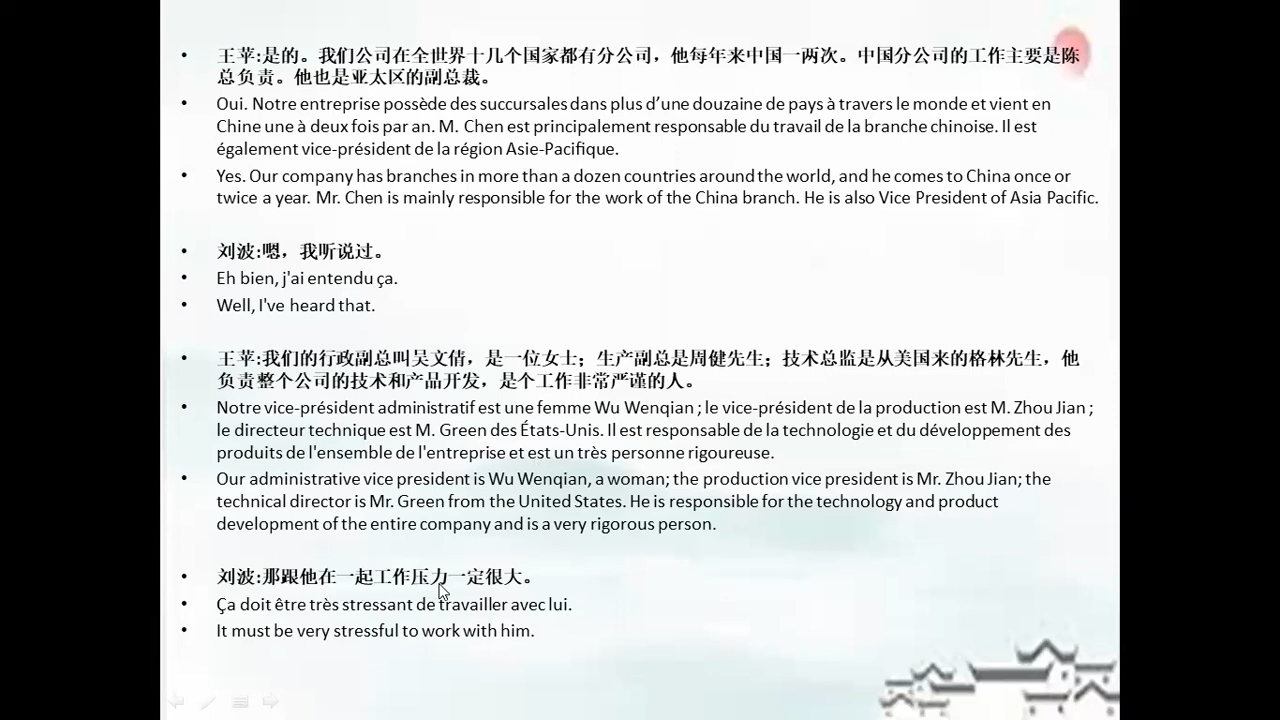 • 王苹:是的。我们公司在全世界十几个国家都有分公司，他每年来中国一两次。中国分公司的工作主要是陈
总负责。他也是亚太区的副总裁。
• Oui. Notre entreprise possède des succursales dans plus d’une douzaine de pays à travers le monde et vient en
Chine une à deux fois par an. M. Chen est principalement responsable du travail de la branche chinoise. Il est
également vice-président de la région Asie-Pacifique.
• Yes. Our company has branches in more than a dozen countries around the world, and he comes to China once or
twice a year. Mr. Chen is mainly responsible for the work of the China branch. He is also Vice President of Asia Pacific.
• 刘波:嗯，我听说过。
• Eh bien, j'ai entendu ça.
• Well, I've heard that.
• 王苹:我们的行政副总叫吴文倩，是一位女士；生产副总是周健先生；技术总监是从美国来的格林先生，他
负责整个公司的技术和产品开发，是个工作非常严谨的人。
• Notre vice-président administratif est une femme Wu Wenqian ; le vice-président de la production est M. Zhou Jian ;
le directeur technique est M. Green des États-Unis. Il est responsable de la technologie et du développement des
produits de l'ensemble de l'entreprise et est un très personne rigoureuse.
• Our administrative vice president is Wu Wenqian, a woman; the production vice president is Mr. Zhou Jian; the
technical director is Mr. Green from the United States. He is responsible for the technology and product
development of the entire company and is a very rigorous person.
• 刘波:那跟他在一起工作压力一定很大。
• Ça doit être très stressant de travailler avec lui.
• It must be very stressful to work with him.